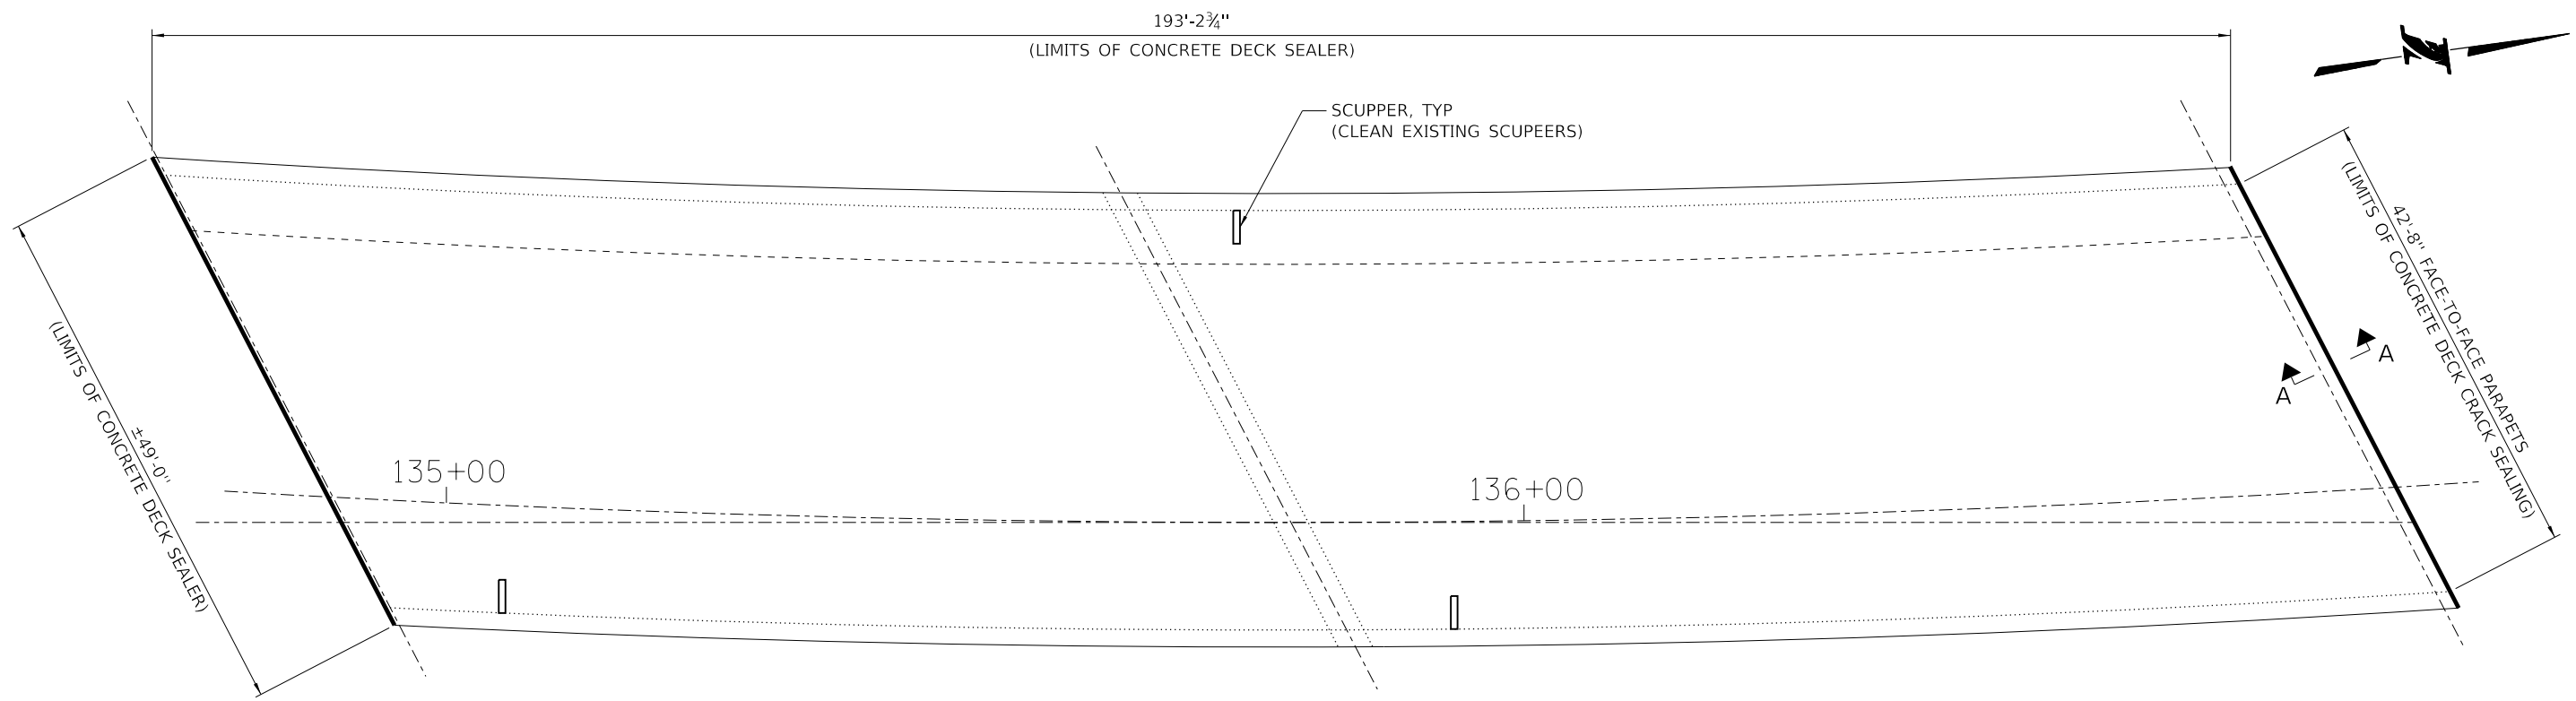 193'-2¾"
(LIMITS OF CONCRETE DECK SEALER)
SCUPPER, TYP
(CLEAN EXISTING SCUPEERS)
N
42'-8" FACE-TO-FACE PARAPETS
(LIMITS OF CONCRETE DECK CRACK SEALING)
A
A
±49'-0"
(LIMITS OF CONCRETE DECK SEALER)
135+00
136+00